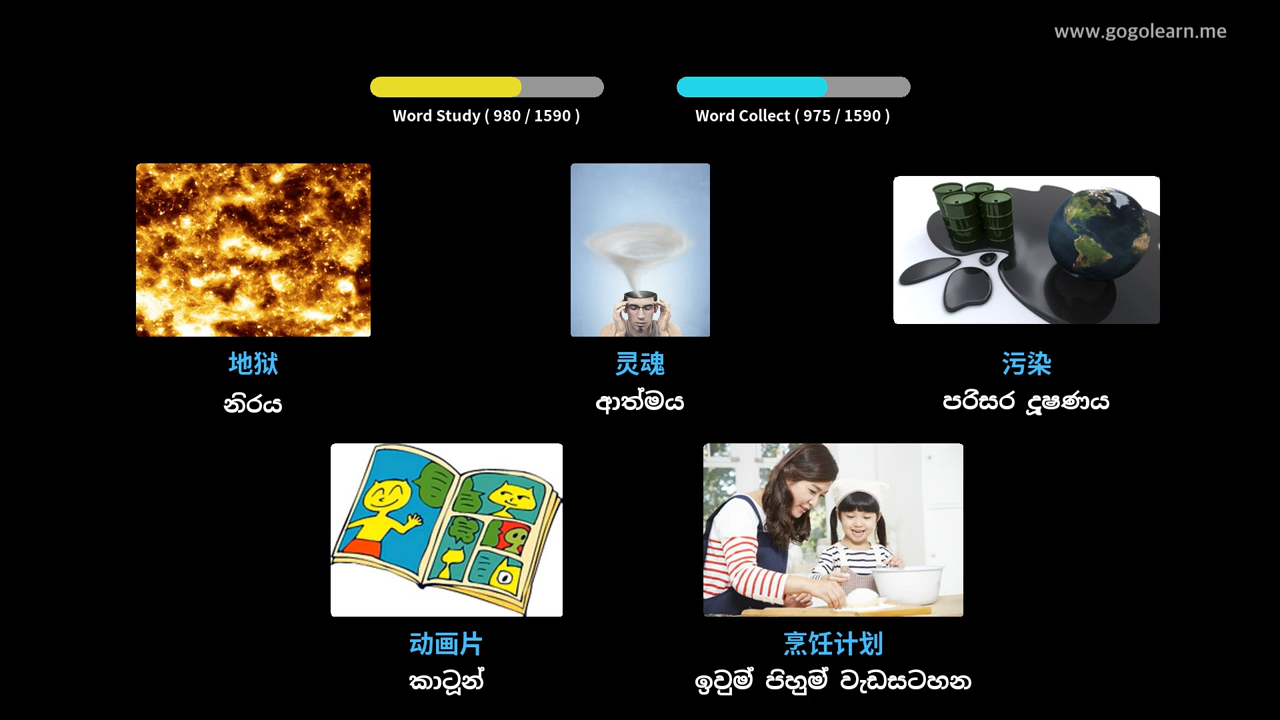 www.gogolearn.me
Word Study ( 980 / 1590 )
Word Collect ( 975 / 1590 )
地狱
නිරය
灵魂
ආත්මය
污染
පරිසර දූෂණය
动画片
කාටූන්
烹饪计划
ඉවුම් පිහුම් වැඩසටහන